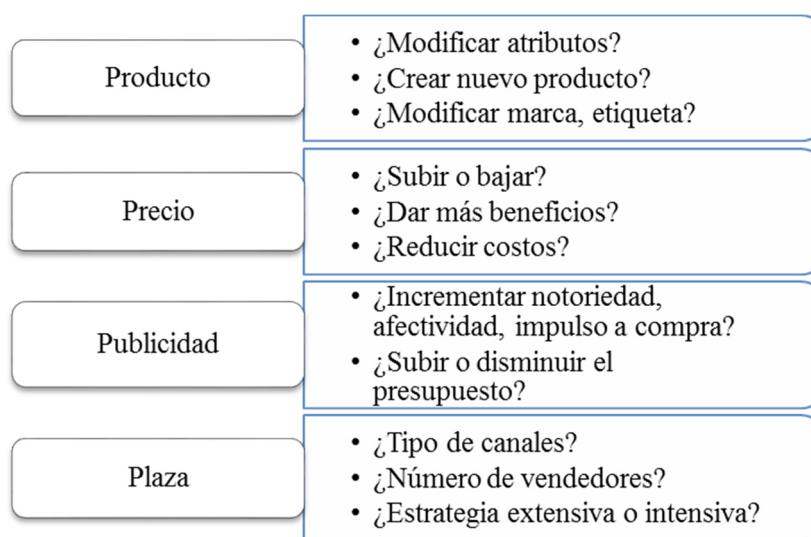 Producto
• ¿Modificar atributos?
• ¿Crear nuevo producto?
• ¿Modificar marca, etiqueta?
Precio
• ¿Subir o bajar?
• ¿Dar más beneficios?
• ¿Reducir costos?
Publicidad
• ¿Incrementar notoriedad,
afectividad, impulso a compra?
• ¿Subir o disminuir el
presupuesto?
Plaza
• ¿Tipo de canales?
• ¿Número de vendedores?
• ¿Estrategia extensiva o intensiva?